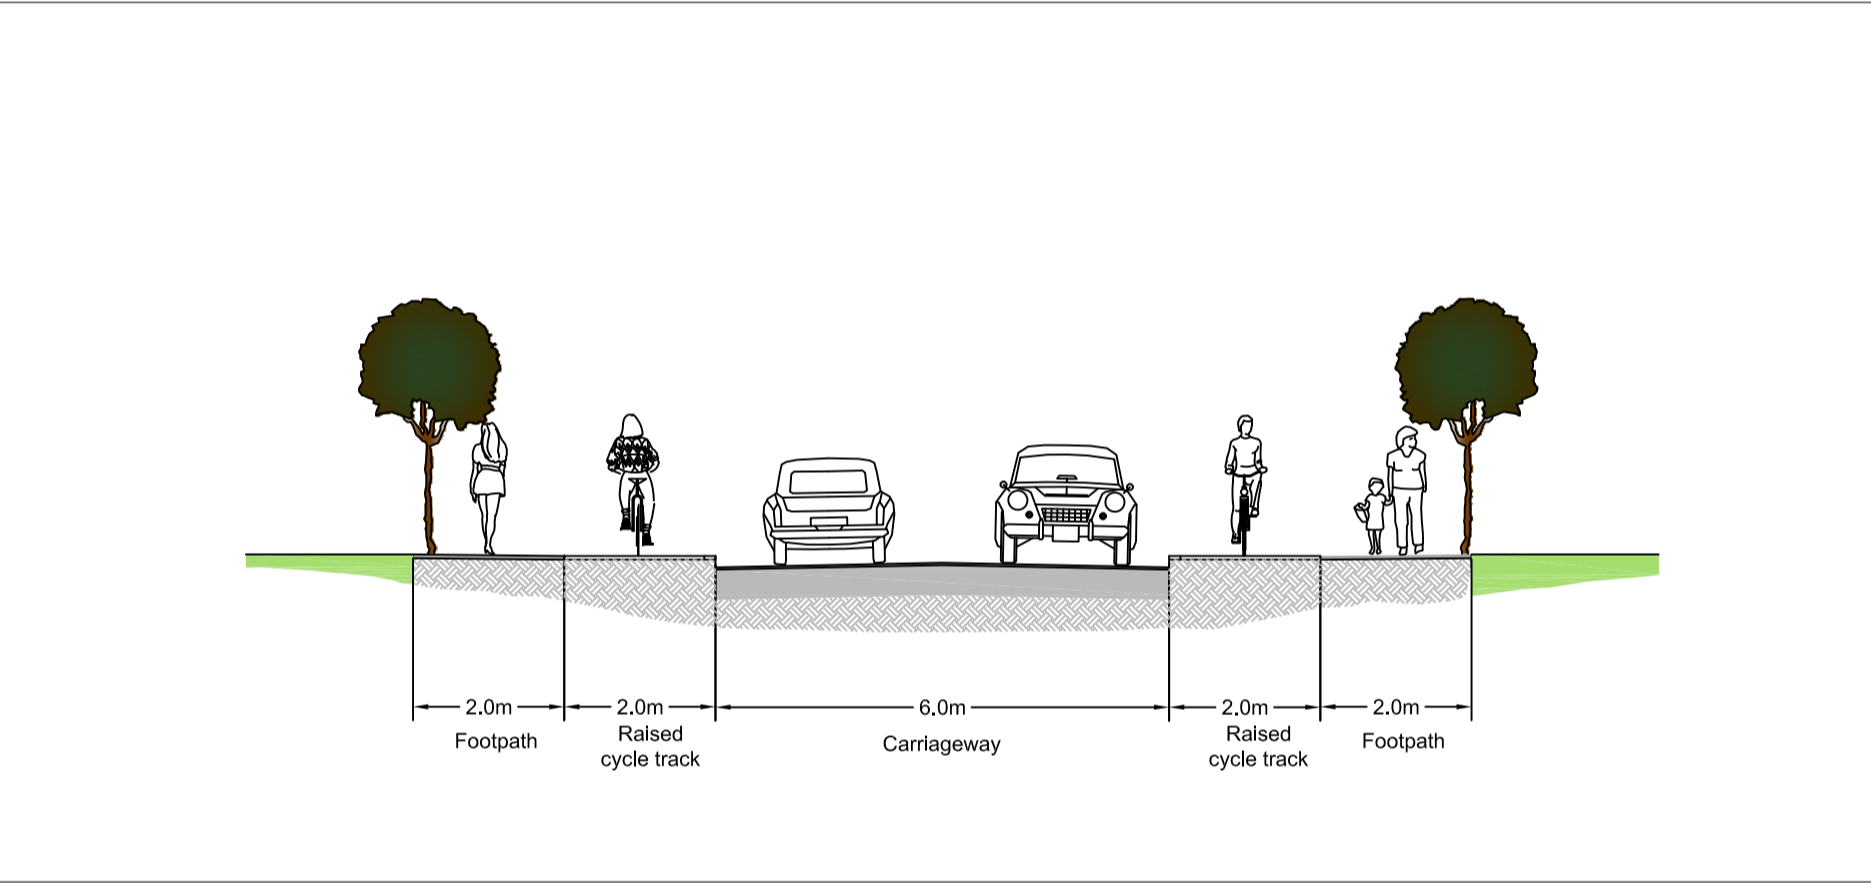 2.0m
2.0m
6.0m
2.0m
2.0m
Footpath
Raised
cycle track
Carriageway
Raised
cycle track
Footpath